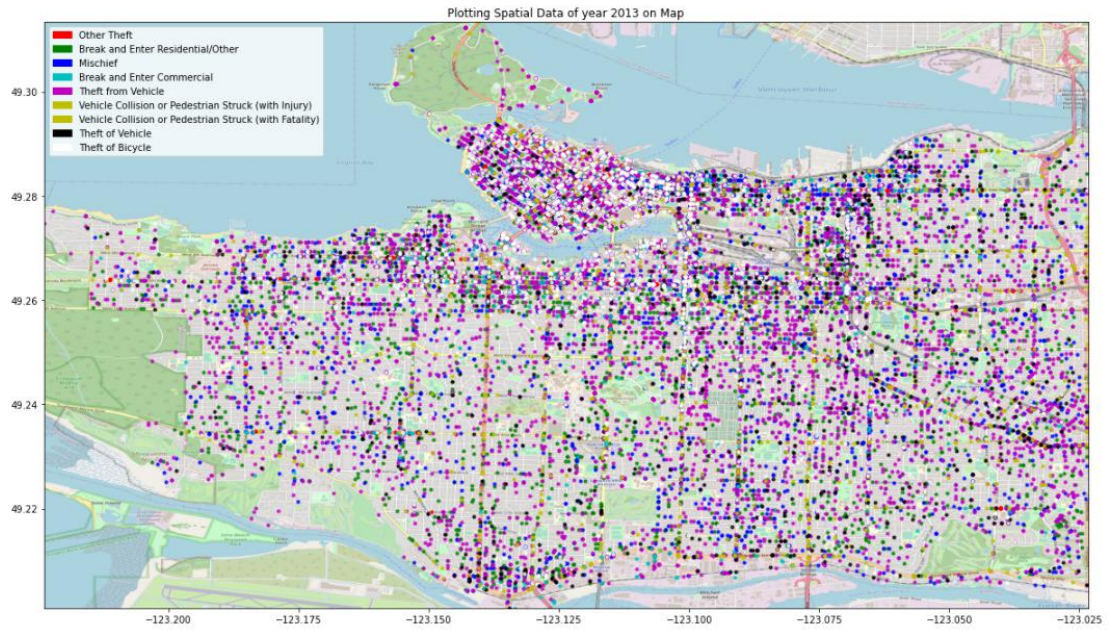 Plotting Spatial Data of year 2013 on Map
Other Theft
Break and Enter Residential/Other
Mischief
Break and Enter Commercial
Theft from Vehicle
Vehicle Collision or Pedestrian Struck (with Injury)
Vehicle Collision or Pedestrian Struck (with Fatality)
Theft of Vehicle
Theft of Bicycle
Vancouver Harbour
English Bay
49.30
49.28
49.26
49.24
49.22
−123.200
−123.175
−123.150
−123.125
−123.100
−123.075
−123.050
−123.025